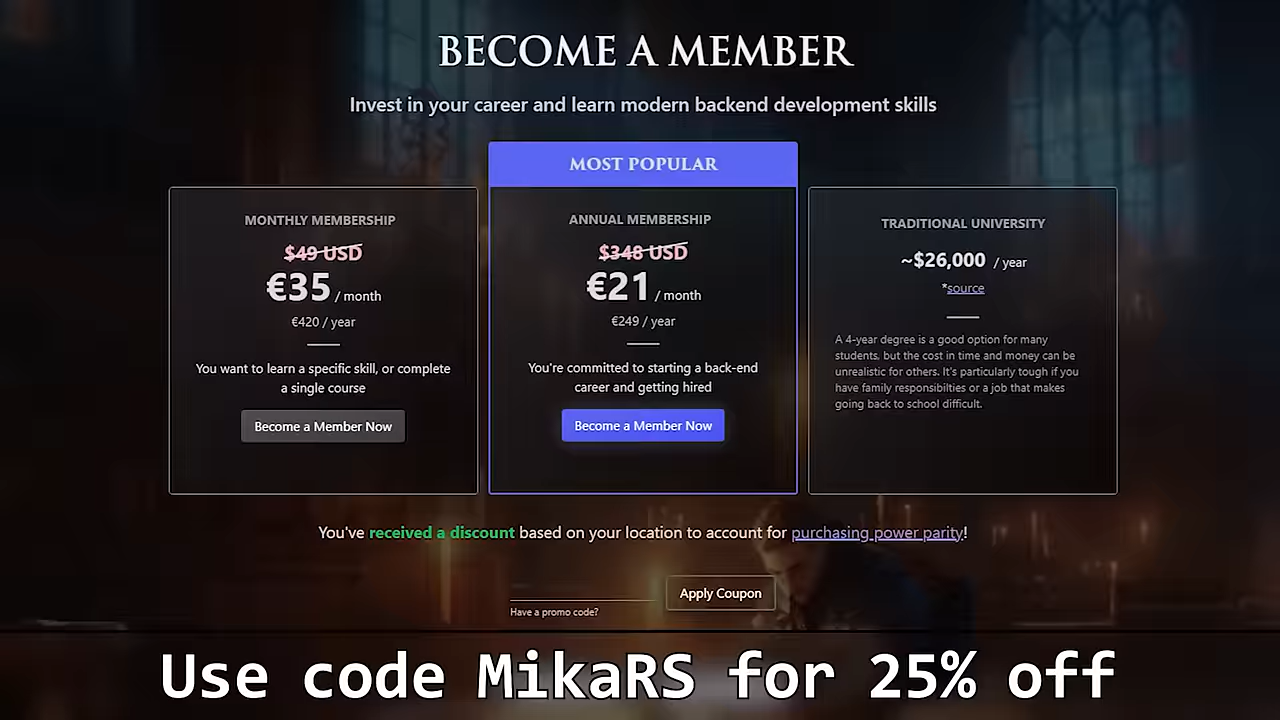 BECOME A MEMBER
Invest in your career and learn modern backend development skills
MOST POPULAR
MONTHLY MEMBERSHIP
$49 USD
€35 / month
€420 / year
You want to learn a specific skill, or complete
a single course
Become a Member Now
ANNUAL MEMBERSHIP
$348 USD
€21 / month
€249 / year
You're committed to starting a back-end
career and getting hired
Become a Member Now
TRADITIONAL UNIVERSITY
~$26,000 / year
*source
A 4-year degree is a good option for many
students, but the cost in time and money can be
unrealistic for others. It's particularly tough if you
have family responsibilties or a job that makes
going back to school difficult.
You've received a discount based on your location to account for purchasing power parity!
Have a promo code?
Apply Coupon
Use code MikaRS for 25% off